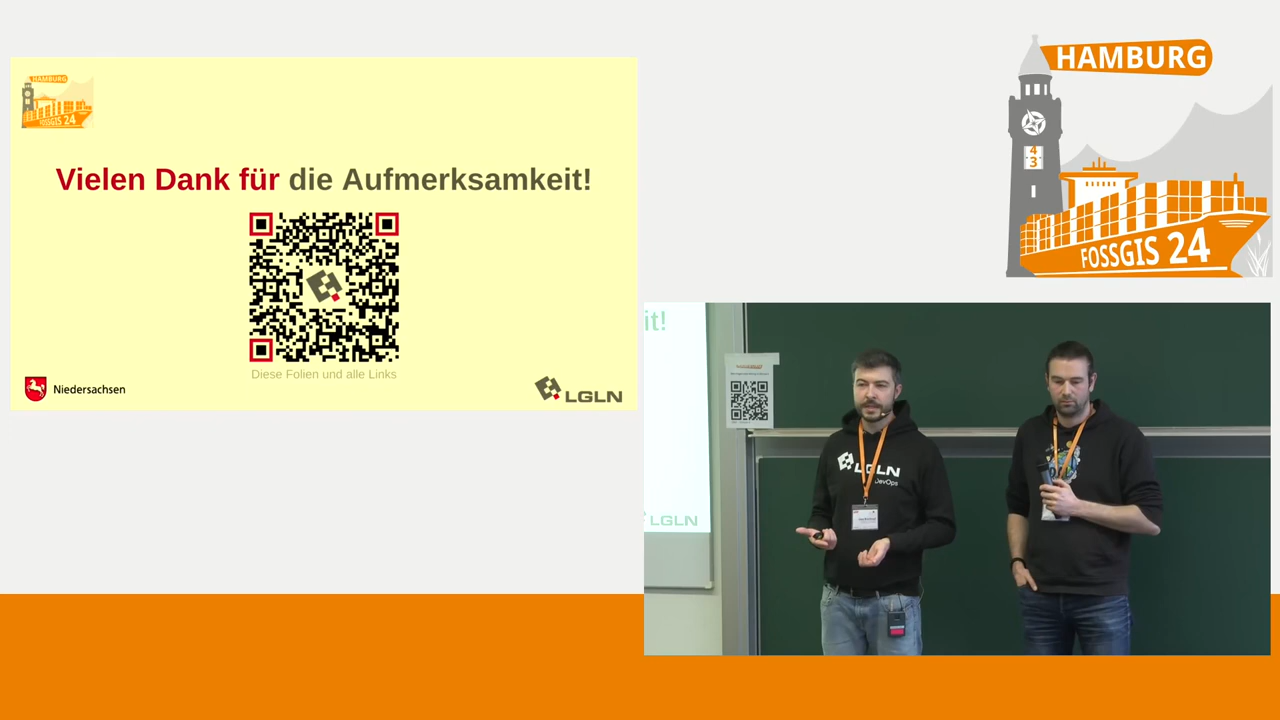 HAMBURG
FOSSGIS 24
Vielen Dank für die Aufmerksamkeit!
Diese Folien und alle Links
Niedersachsen
LGLN
HAMBURG
4
3
FOSSGIS 24
it!
LGLN
LGLN
DevOps